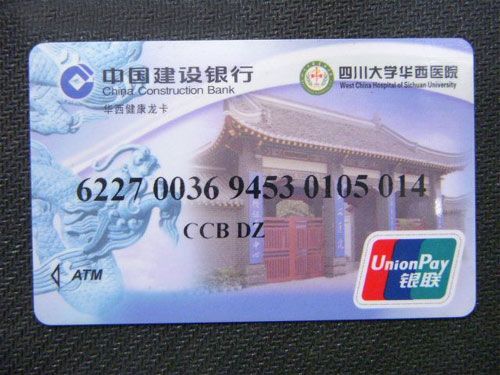 中国建设银行
China Construction Bank
华西健康龙卡
四川大学华西医院
West China Hospital of Sichuan University
6227 0036 9453 0105 014
CCB DZ
ATM
UnionPay
银联